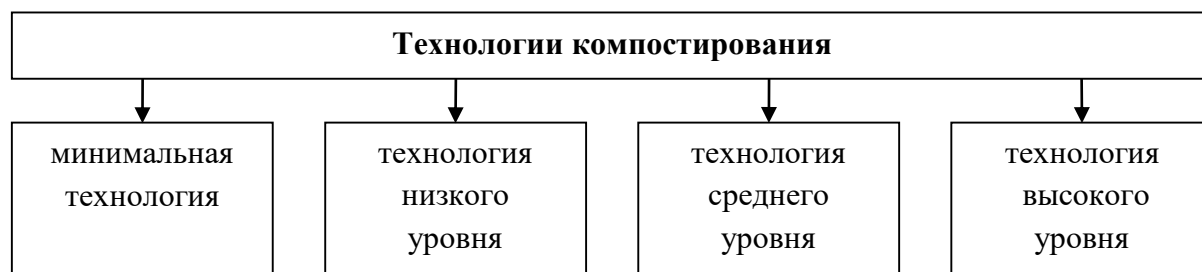 Технологии компостирования
минимальная
технология
технология
низкого
уровня
технология
среднего
уровня
технология
высокого
уровня